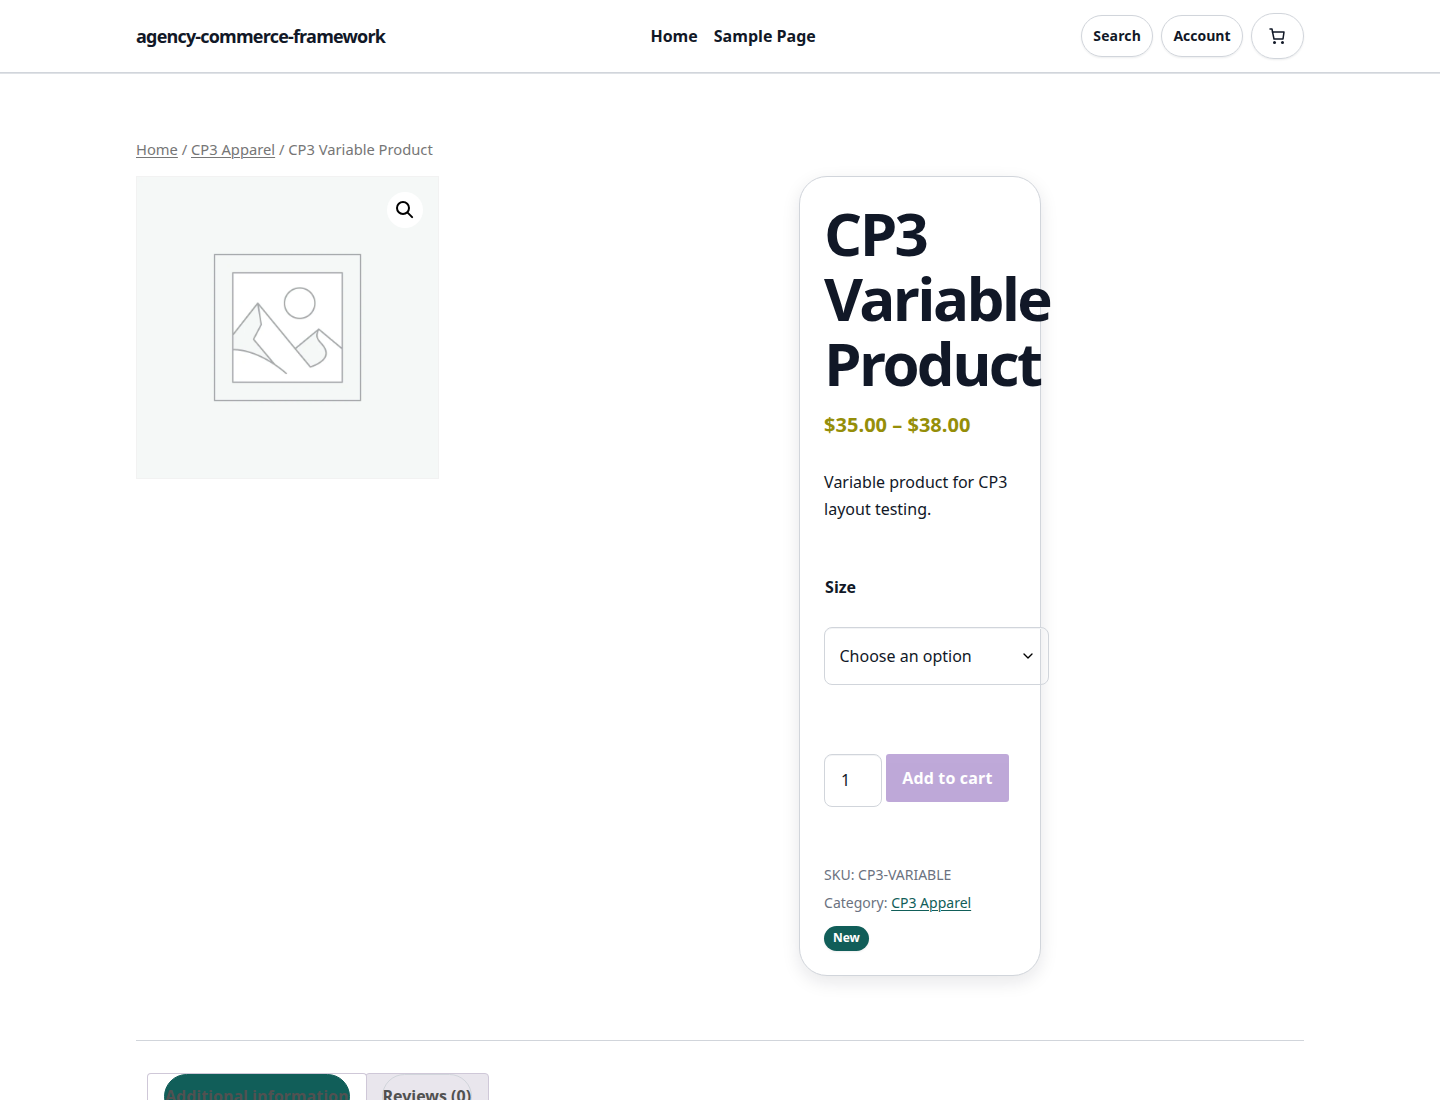 agency-commerce-framework
Home Sample Page
Search Account
Home / CP3 Apparel / CP3 Variable Product
CP3
Variable
Product
$35.00 – $38.00
Variable product for CP3
layout testing.
Size
Choose an option
1 Add to cart
SKU: CP3-VARIABLE
Category: CP3 Apparel
New
Additional information Reviews (0)